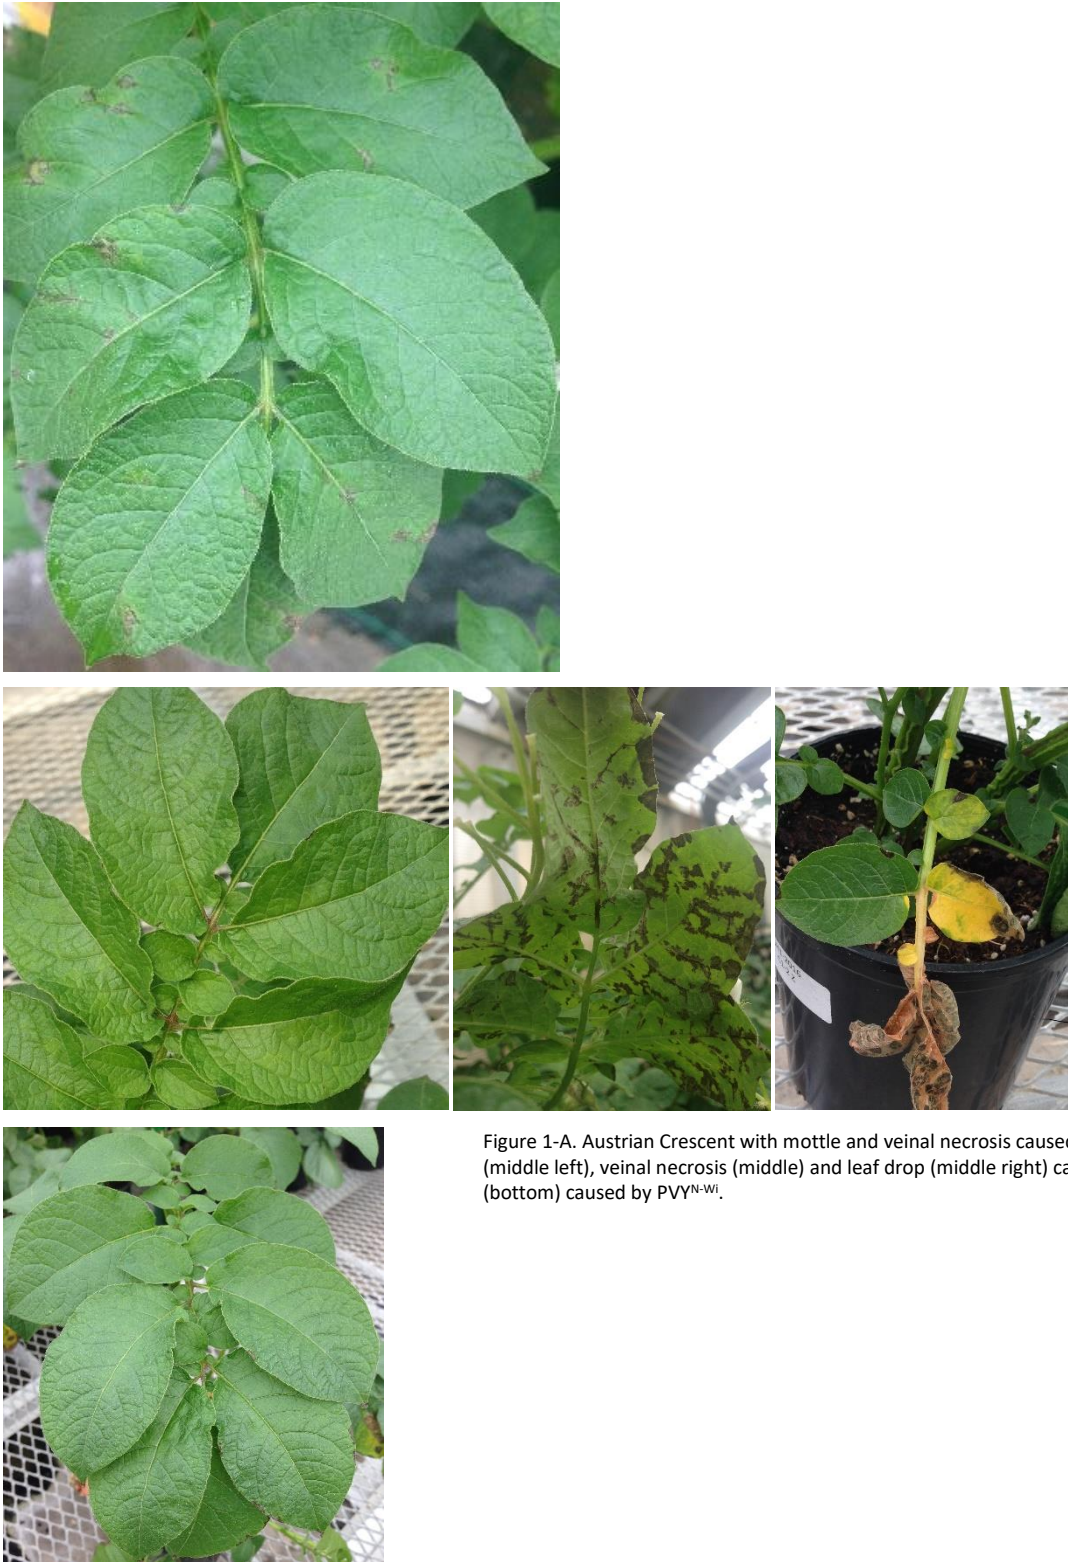 Figure 1-A. Austrian Crescent with mottle and veinal necrosis caused
(middle left), veinal necrosis (middle) and leaf drop (middle right) ca
(bottom) caused by PVYᴺ⁻ᵂⁱ.